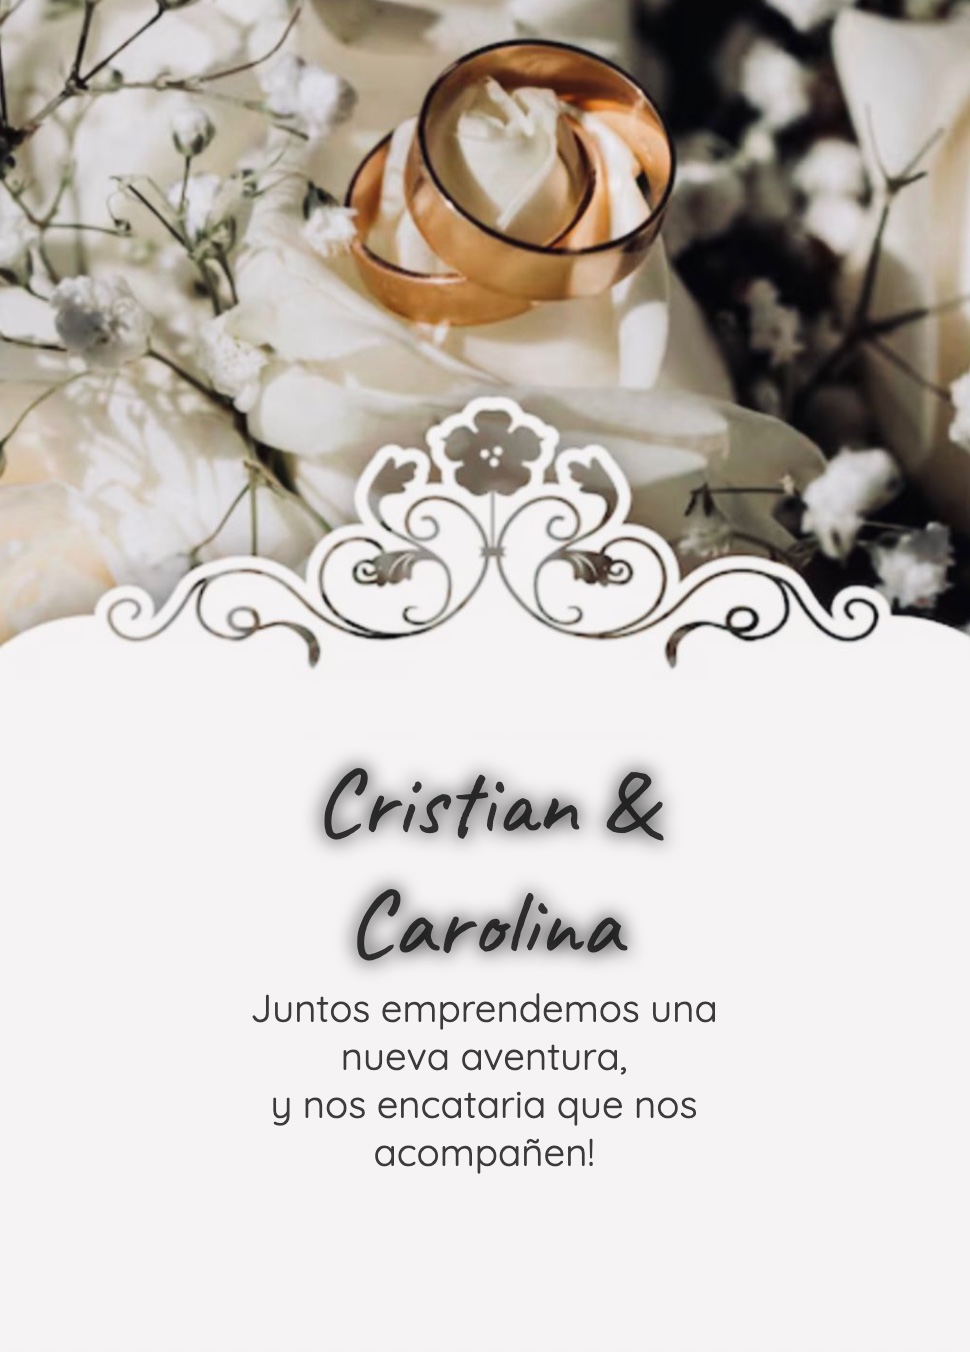 Cristian &
Carolina
Juntos emprendemos una
nueva aventura,
y nos encataria que nos
acompañen!